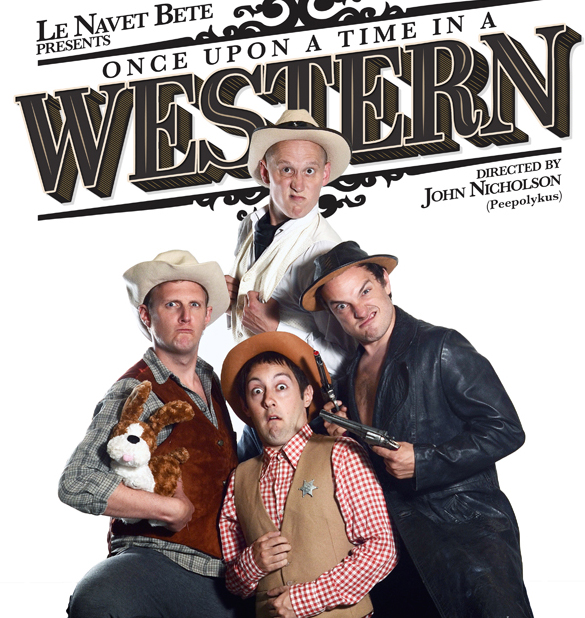 LE NAVET BETE
PRESENTS
ONCE UPON A TIME IN A
WESTERN
DIRECTED BY
JOHN NICHOLSON
(Peepolykus)